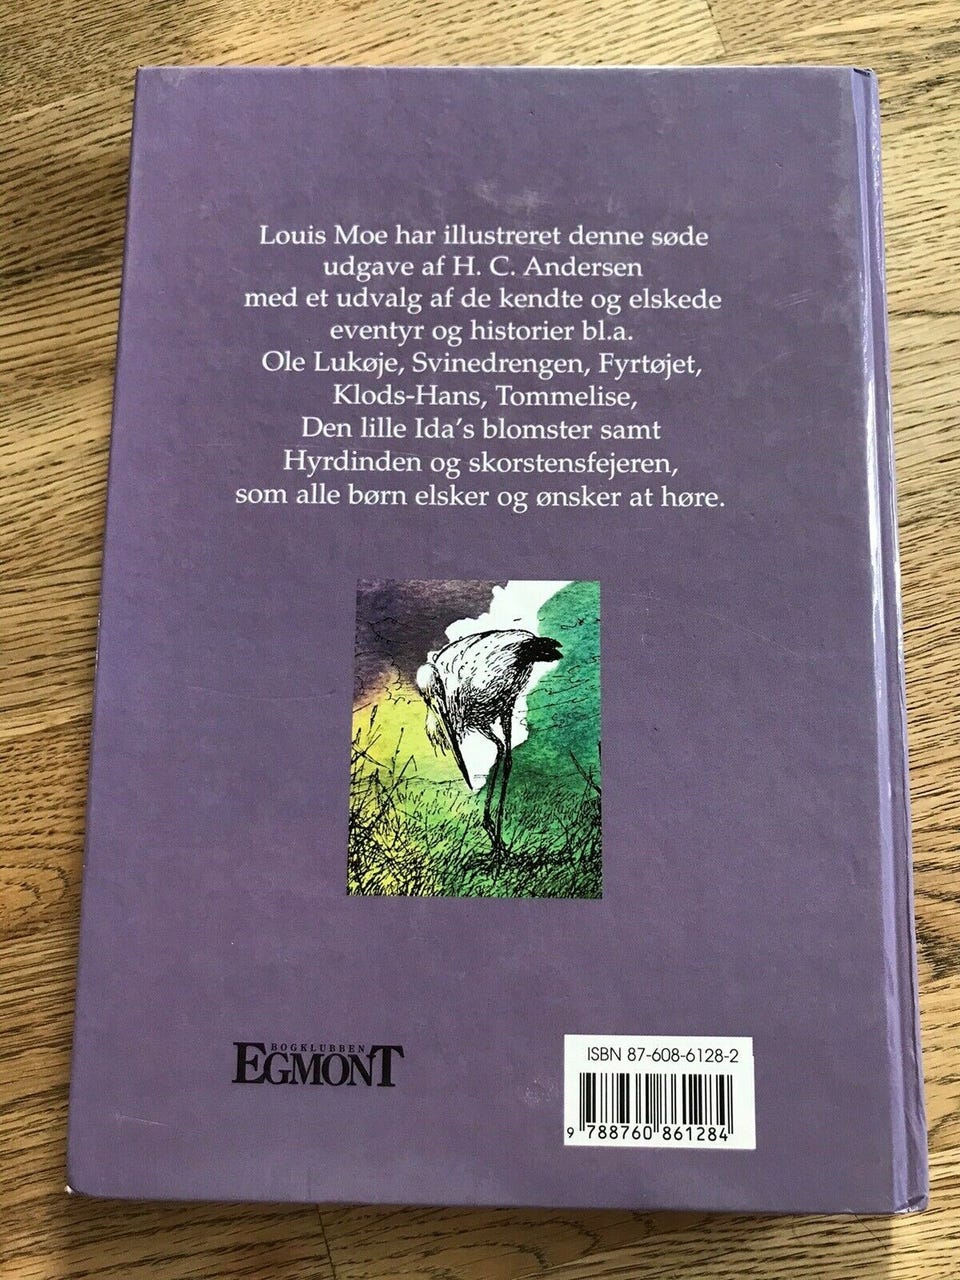 Louis Moe har illustreret denne søde
udgave af H. C. Andersen
med et udvalg af de kendte og elskede
eventyr og historier bl.a.
Ole Lukøje, Svinedrengen, Fyrtøjet,
Klods-Hans, Tommelise,
Den lille Ida's blomster samt
Hyrdinden og skorstensfejeren,
som alle børn elsker og ønsker at høre.
BOGKLUBBEN
EGMONT
ISBN 87-608-6128-2
9 788760 861284